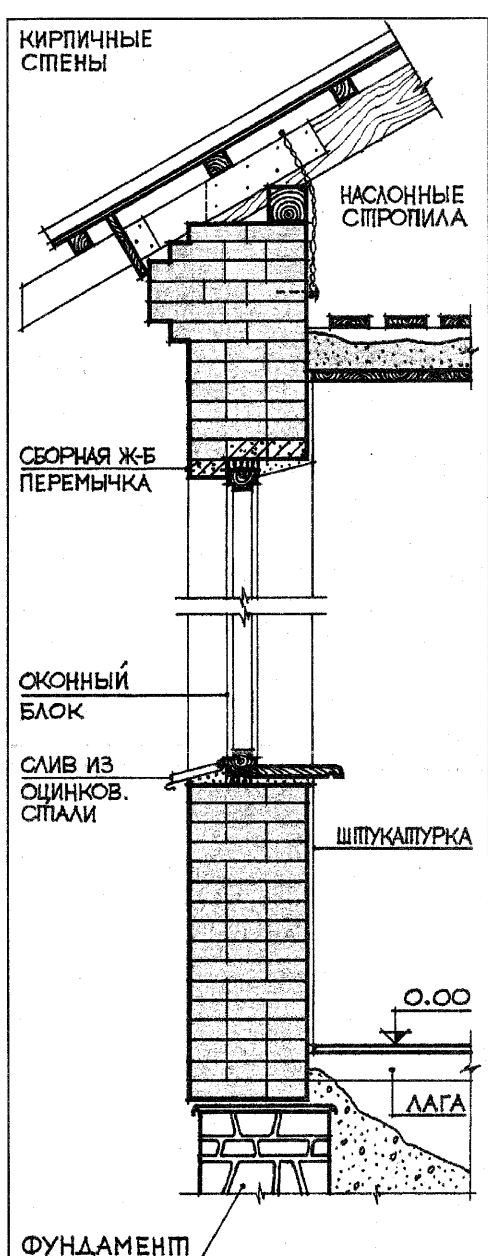 КИРПИЧНЫЕ
СТЕНЫ
НАСЛОННЫЕ
СТРОПИЛА
СБОРНАЯ Ж-Б
ПЕРЕМЫЧКА
ОКОННЫЙ
БЛОК
СЛИВ ИЗ
ОЦИНКОВ.
СТАЛИ
ШТУКАТУРКА
0.00
ЛАГА
ФУНДАМЕНТ